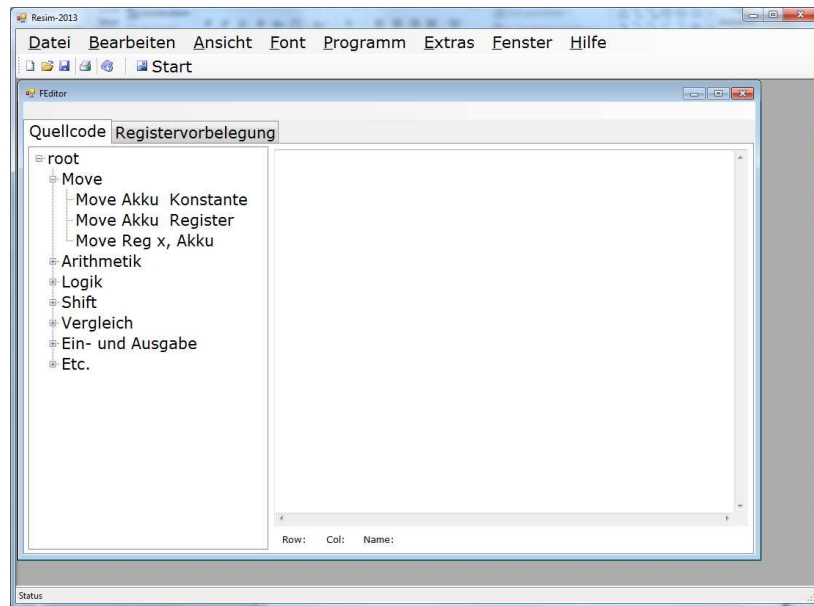 Resim-2013
Datei Bearbeiten Ansicht Font Programm Extras Fenster Hilfe
Start
FEditor
Quellcode Registervorbelegung
root
Move
Move Akku Konstante
Move Akku Register
Move Reg x, Akku
Arithmetik
Logik
Shift
Vergleich
Ein- und Ausgabe
Etc.
Row: Col: Name:
Status